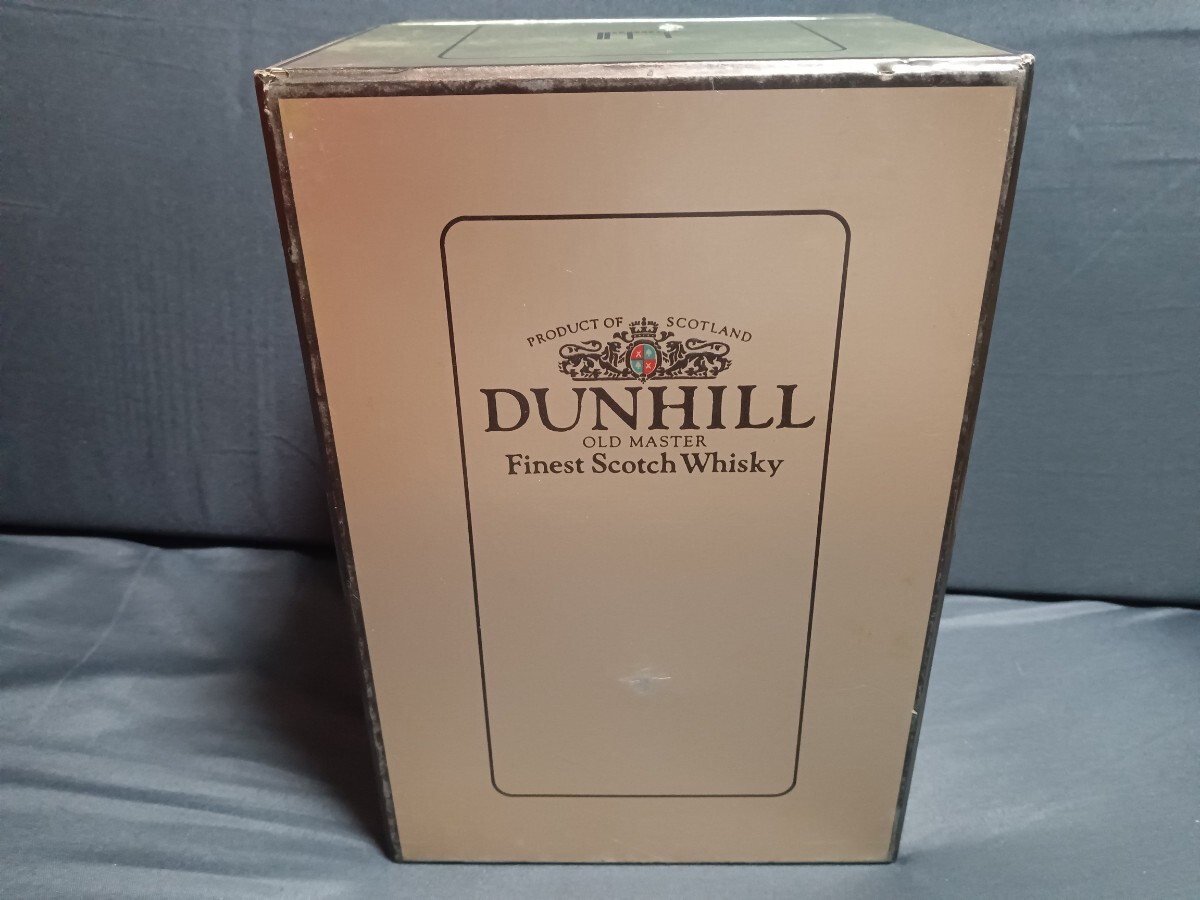 PRODUCT OF SCOTLAND
DUNHILL
OLD MASTER
Finest Scotch Whisky